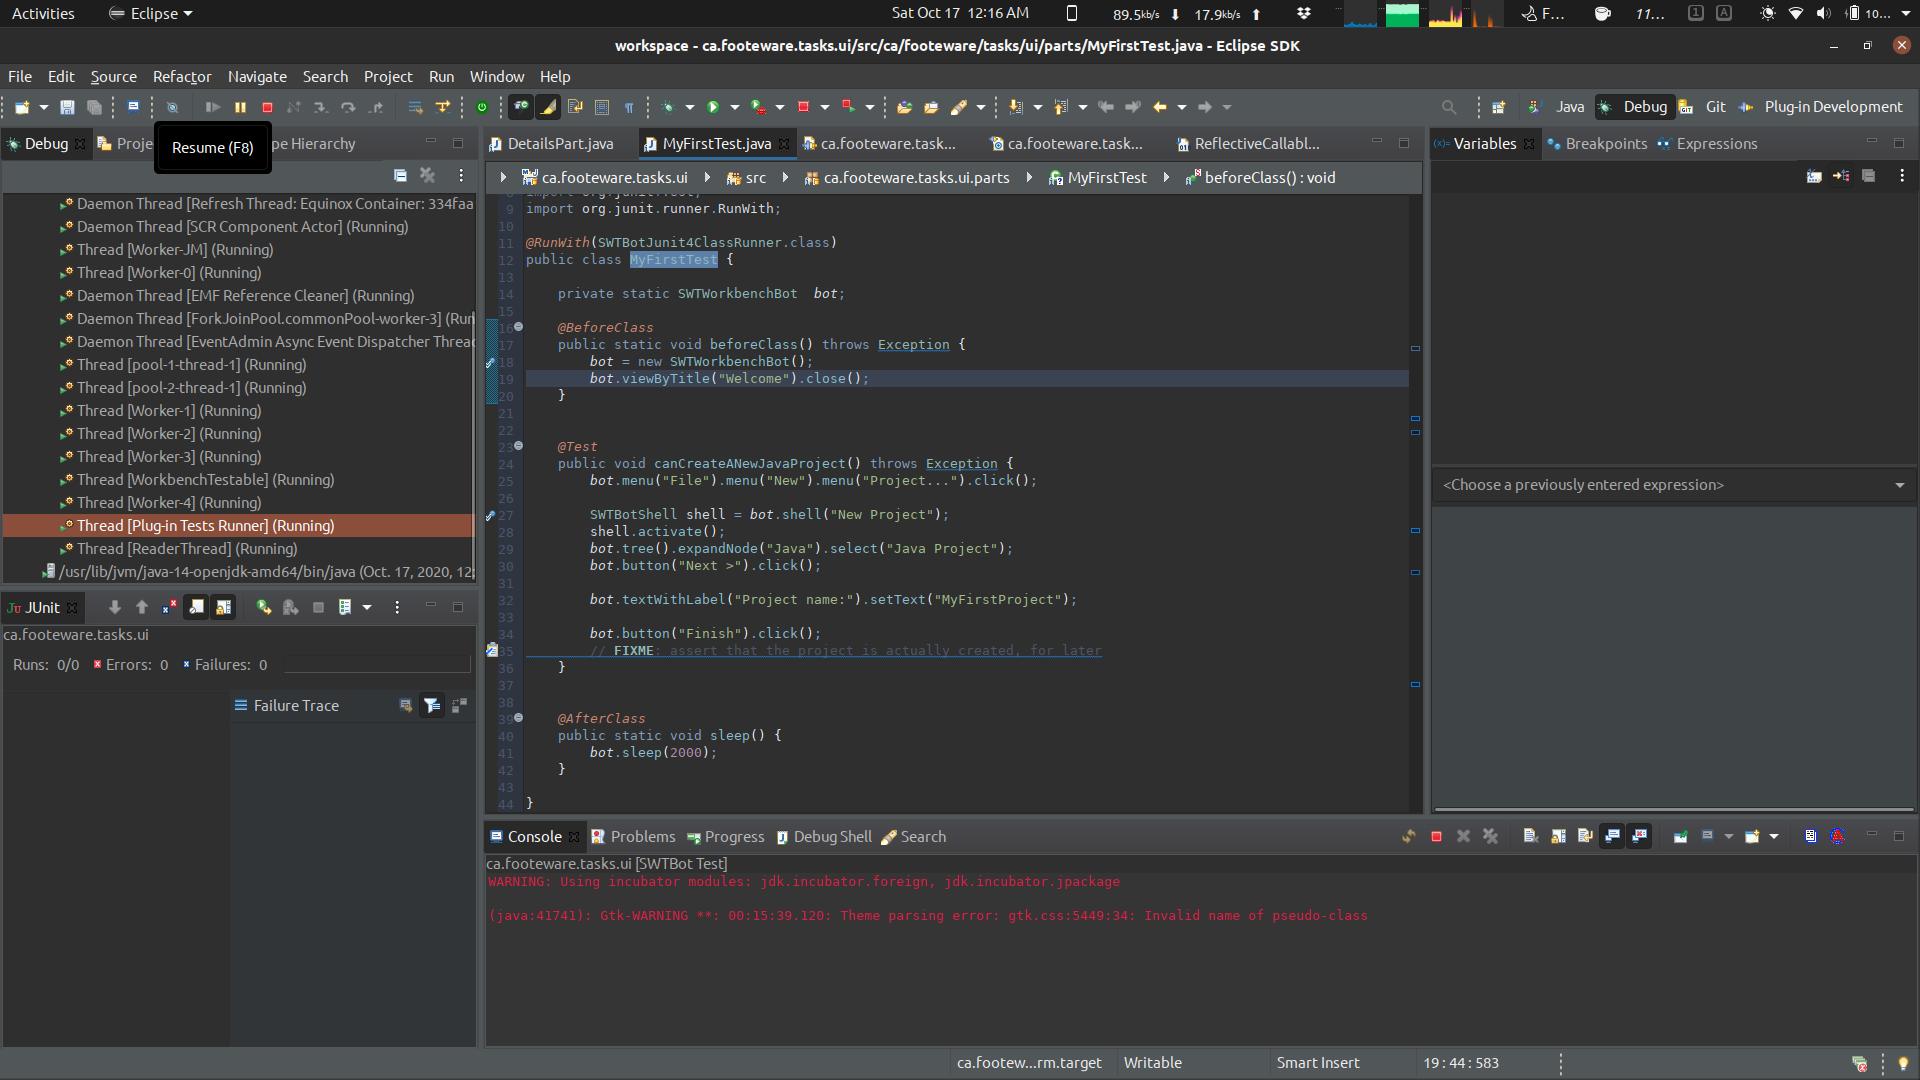 Activities
Eclipse
Sat Oct 17 12:16 AM
89.5kb/s
17.9kb/s
F...
11...
1
A
10...
workspace - ca.footeware.tasks.ui/src/ca/footeware/tasks/ui/parts/MyFirstTest.java - Eclipse SDK
File Edit Source Refactor Navigate Search Project Run Window Help
Java
Debug
Git
Plug-in Development
Debug
Proje
pe Hierarchy
Resume (F8)
Daemon Thread [Refresh Thread: Equinox Container: 334faa
Daemon Thread [SCR Component Actor] (Running)
Thread [Worker-JM] (Running)
Thread [Worker-0] (Running)
Daemon Thread [EMF Reference Cleaner] (Running)
Daemon Thread [ForkJoinPool.commonPool-worker-3] (Run
Daemon Thread [EventAdmin Async Event Dispatcher Threa
Thread [pool-1-thread-1] (Running)
Thread [pool-2-thread-1] (Running)
Thread [Worker-1] (Running)
Thread [Worker-2] (Running)
Thread [Worker-3] (Running)
Thread [WorkbenchTestable] (Running)
Thread [Worker-4] (Running)
Thread [Plug-in Tests Runner] (Running)
Thread [ReaderThread] (Running)
/usr/lib/jvm/java-14-openjdk-amd64/bin/java (Oct. 17, 2020, 12:
JUnit
ca.footeware.tasks.ui
Runs: 0/0 Errors: 0 Failures: 0
Failure Trace
DetailsPart.java
MyFirstTest.java
ca.footeware.task...
ca.footeware.task...
ReflectiveCallabl...
ca.footeware.tasks.ui
src
ca.footeware.tasks.ui.parts
MyFirstTest
beforeClass() : void
9 import org.junit.runner.RunWith;
10
11 @RunWith(SWTBotJunit4ClassRunner.class)
12 public class MyFirstTest {
13
14 private static SWTWorkbenchBot bot;
15
16 @BeforeClass
17 public static void beforeClass() throws Exception {
18 bot = new SWTWorkbenchBot();
19 bot.viewByTitle("Welcome").close();
20 }
21
22
23 @Test
24 public void canCreateANewJavaProject() throws Exception {
25 bot.menu("File").menu("New").menu("Project...").click();
26
27 SWTBotShell shell = bot.shell("New Project");
28 shell.activate();
29 bot.tree().expandNode("Java").select("Java Project");
30 bot.button("Next >").click();
31
32 bot.textWithLabel("Project name:").setText("MyFirstProject");
33
34 bot.button("Finish").click();
35 // FIXME: assert that the project is actually created, for later
36 }
37
38
39 @AfterClass
40 public static void sleep() {
41 bot.sleep(2000);
42 }
43
44 }
Variables
Breakpoints
Expressions
<Choose a previously entered expression>
Console
Problems
Progress
Debug Shell
Search
ca.footeware.tasks.ui [SWTBot Test]
WARNING: Using incubator modules: jdk.incubator.foreign, jdk.incubator.jpackage
(java:41741): Gtk-WARNING **: 00:15:39.120: Theme parsing error: gtk.css:5449:34: Invalid name of pseudo-class
ca.footew...rm.target
Writable
Smart Insert
19 : 44 : 583